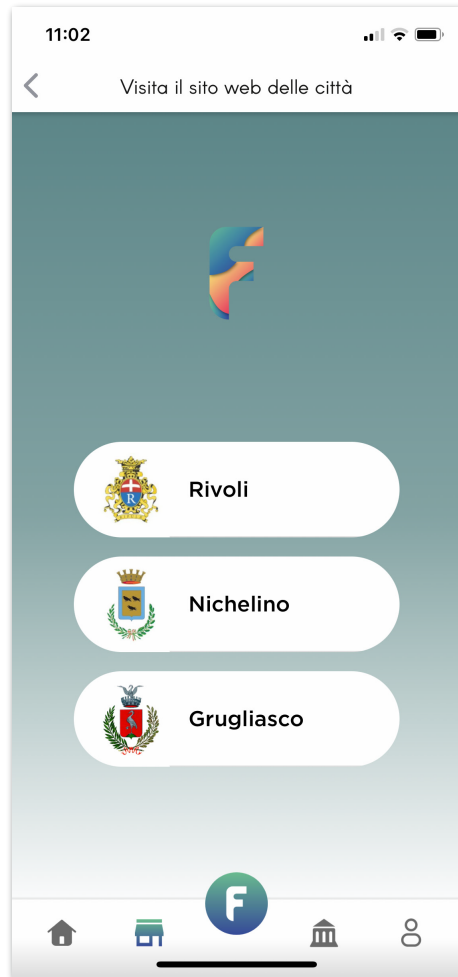 11:02
Visita il sito web delle città
F
R
Rivoli
Nichelino
Grugliasco
F